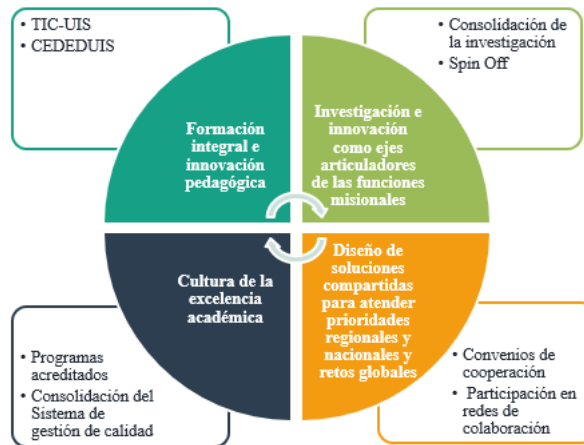 • TIC-UIS
• CEDEDUIS
• Consolidación de
la investigación
• Spin Off
Formación
integral e
innovación
pedagógica
Investigación e
innovación
como ejes
articuladores
de las funciones
misionales
Cultura de la
excelencia
académica
Diseño de
soluciones
compartidas
para atender
prioridades
regionales y
nacionales y
retos globales
• Programas
acreditados
• Consolidación del
Sistema de
gestión de calidad
• Convenios de
cooperación
• Participación en
redes de
colaboración